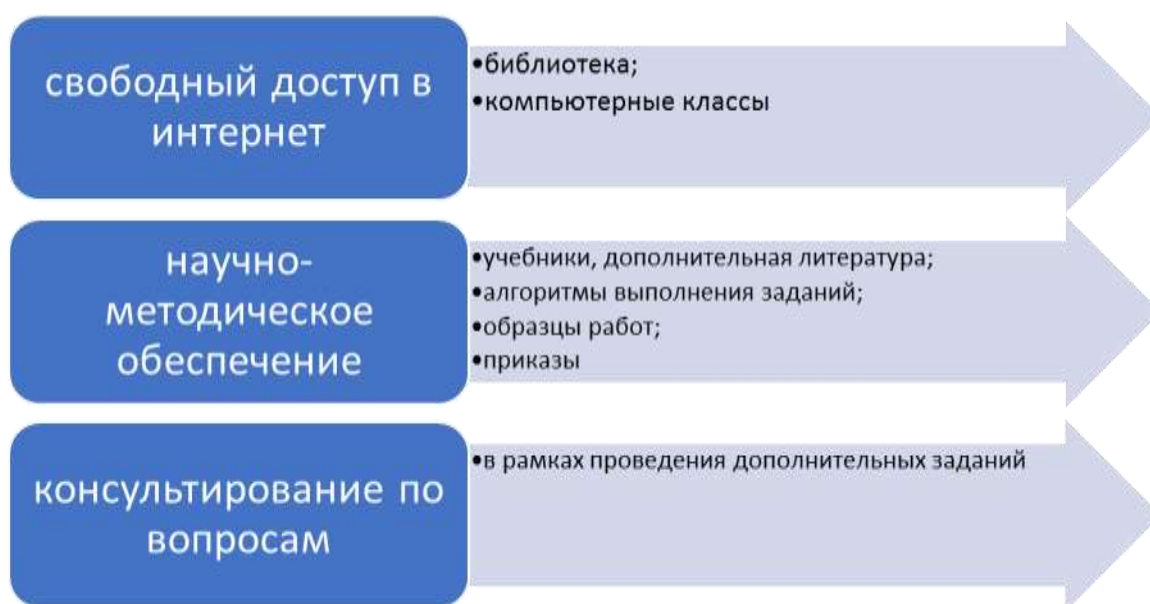 свободный доступ в
интернет
•библиотека;
•компьютерные классы
научно-
методическое
обеспечение
•учебники, дополнительная литература;
•алгоритмы выполнения заданий;
•образцы работ;
•приказы
консультирование по
вопросам
•в рамках проведения дополнительных заданий